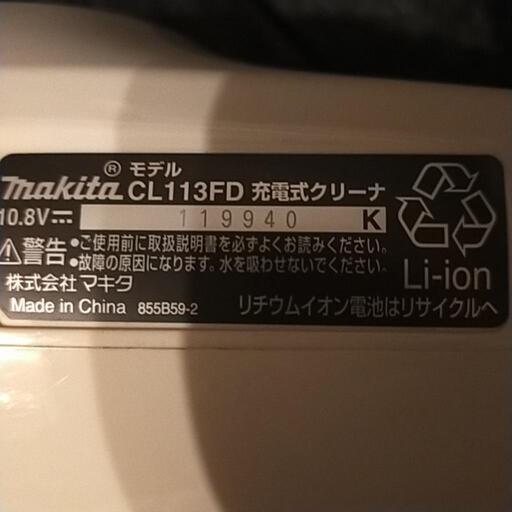 ® モデル
makita CL113FD 充電式クリーナ
10.8V⎓ 119940 K
⚠警告 •ご使用前に取扱説明書を必ずよくお読みください。
•故障の原因になります。水を吸わせないでください。
株式会社 マキタ
Li-ion
Made in China 855B59-2 リチウムイオン電池はリサイクルへ